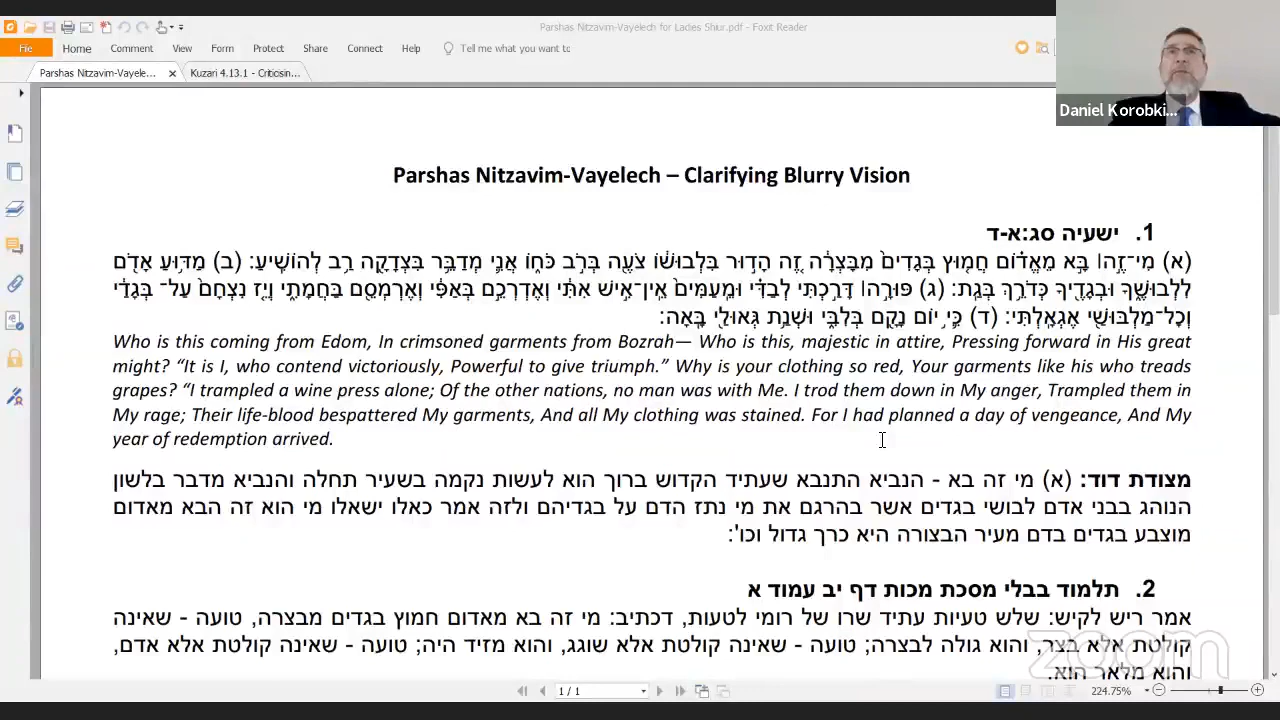 Parshas Nitzavim-Vayelech for Ladies Shiur.pdf - Foxit Reader
File Home Comment View Form Protect Share Connect Help Tell me what you want to
Parshas Nitzavim-Vayele... Kuzari 4.13.1 - Criticisin...
Daniel Korobki...
Parshas Nitzavim-Vayelech – Clarifying Blurry Vision
1. ישעיה סג:א-ד
(א) מִי־זֶ֣ה׀ בָּ֣א מֵאֱד֗וֹם חֲמ֤וּץ בְּגָדִים֙ מִבָּצְרָ֔ה זֶ֚ה הָד֣וּר בִּלְבוּשׁ֔וֹ צֹעֶ֖ה בְּרֹ֣ב כֹּח֑וֹ אֲנִ֛י מְדַבֵּ֥ר בִּצְדָקָ֖ה רַ֥ב לְהוֹשִֽׁיעַ: (ב) מַדּ֥וּעַ אָדֹ֖ם
לִלְבוּשֶׁ֑ךָ וּבְגָדֶ֖יךָ כְּדֹרֵ֥ךְ בְּגַֽת: (ג) פּוּרָ֣ה׀ דָּרַ֣כְתִּי לְבַדִּ֗י וּמֵֽעַמִּים֙ אֵֽין־אִ֣ישׁ אִתִּ֔י וְאֶדְרְכֵ֣ם בְּאַפִּ֔י וְאֶרְמְסֵ֖ם בַּחֲמָתִ֑י וְיֵ֤ז נִצְחָם֙ עַל־ בְּגָדַ֔י
וְכָל־מַלְבּוּשַׁ֖י אֶגְאָֽלְתִּי: (ד) כִּ֛י י֥וֹם נָקָ֖ם בְּלִבִּ֑י וּשְׁנַ֥ת גְּאוּלַ֖י בָּֽאָה:
Who is this coming from Edom, In crimsoned garments from Bozrah— Who is this, majestic in attire, Pressing forward in His great
might? “It is I, who contend victoriously, Powerful to give triumph.” Why is your clothing so red, Your garments like his who treads
grapes? “I trampled a wine press alone; Of the other nations, no man was with Me. I trod them down in My anger, Trampled them in
My rage; Their life-blood bespattered My garments, And all My clothing was stained. For I had planned a day of vengeance, And My
year of redemption arrived.
מצודת דוד: (א) מי זה בא - הנביא התנבא שעתיד הקדוש ברוך הוא לעשות נקמה בשעיר תחלה והנביא מדבר בלשון
הנוהג בבני אדם לבושי בגדים אשר בהרגם את מי נתז הדם על בגדיהם ולזה אמר כאלו ישאלו מי הוא זה הבא מאדום
מוצבע בגדים בדם מעיר הבצורה היא כרך גדול וכו':
2. תלמוד בבלי מסכת מכות דף יב עמוד א
אמר ריש לקיש: שלש טעיות עתיד שרו של רומי לטעות, דכתיב: מי זה בא מאדום חמוץ בגדים מבצרה, טועה - שאינה
קולטת אלא בצר, והוא גולה לבצרה; טועה - שאינה קולטת אלא שוגג, והוא מזיד היה; טועה - שאינה קולטת אלא אדם,
והוא מלאך הוא.
zoom
1 / 1 224.75%